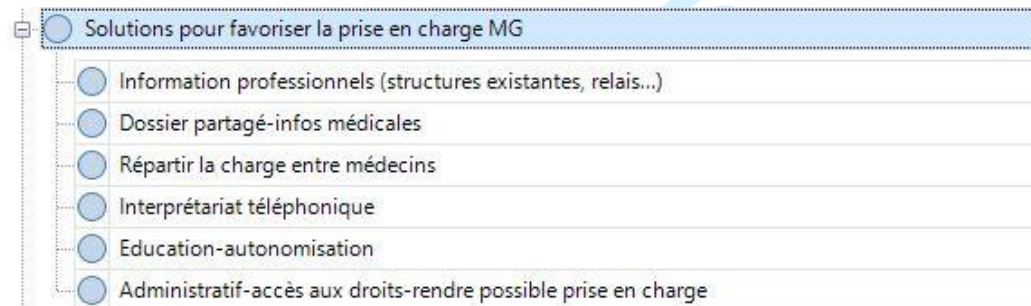 Solutions pour favoriser la prise en charge MG
Information professionnels (structures existantes, relais...)
Dossier partagé-infos médicales
Répartir la charge entre médecins
Interprétariat téléphonique
Education-autonomisation
Administratif-accès aux droits-rendre possible prise en charge